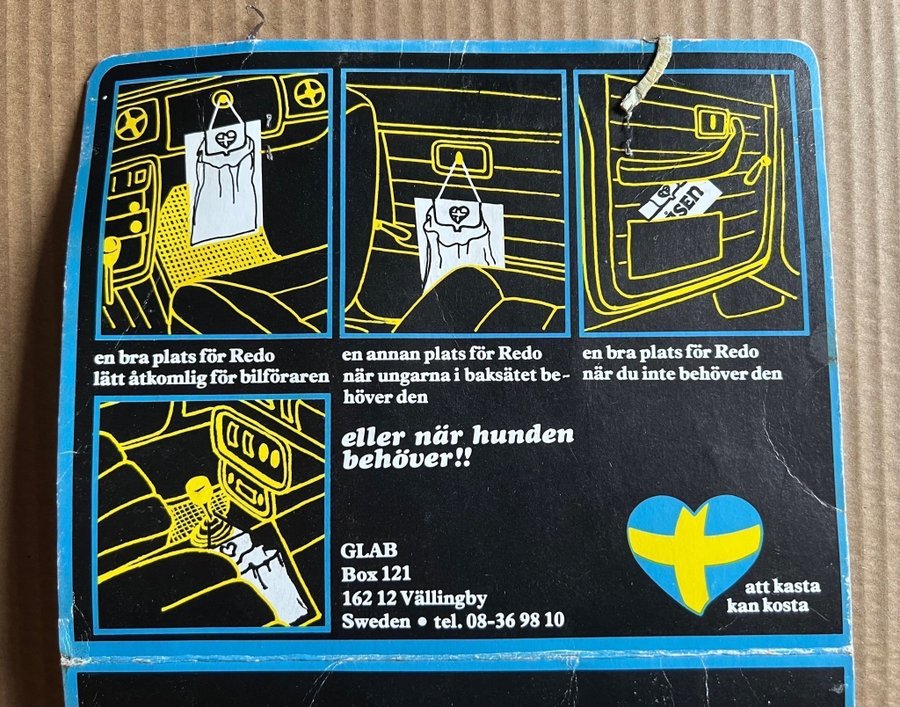 en bra plats för Redo
lätt åtkomlig för bilföraren
en annan plats för Redo
när ungarna i baksätet be-
höver den
en bra plats för Redo
när du inte behöver den
eller när hunden
behöver!!
GLAB
Box 121
162 12 Vällingby
Sweden • tel. 08-36 98 10
att kasta
kan kosta